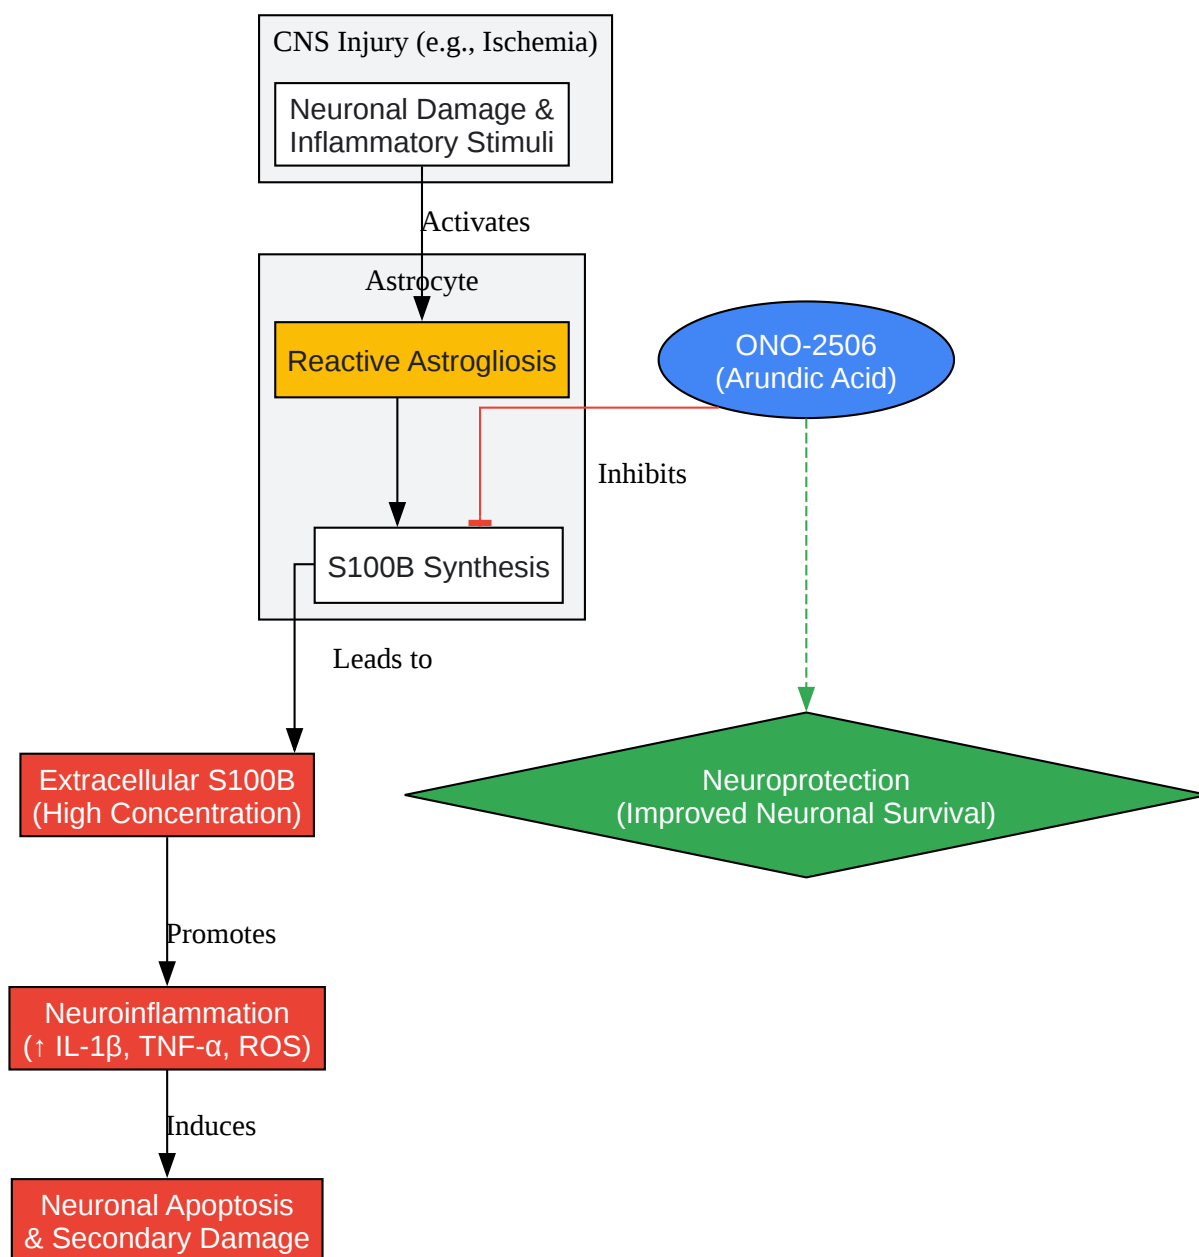 CNS Injury (e.g., Ischemia)
Neuronal Damage &
Inflammatory Stimuli
Activates
Astrocyte
Reactive Astrogliosis
ONO-2506
(Arundic Acid)
Inhibits
S100B Synthesis
Leads to
Extracellular S100B
(High Concentration)
Neuroprotection
(Improved Neuronal Survival)
Promotes
Neuroinflammation
(↑ IL-1β, TNF-α, ROS)
Induces
Neuronal Apoptosis
& Secondary Damage